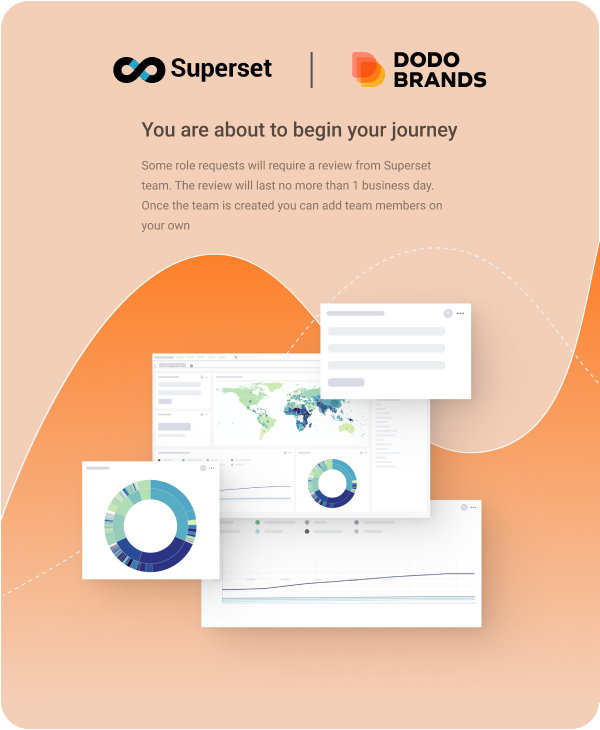 Superset
DODO
BRANDS
You are about to begin your journey
Some role requests will require a review from Superset
team. The review will last no more than 1 business day.
Once the team is created you can add team members on
your own